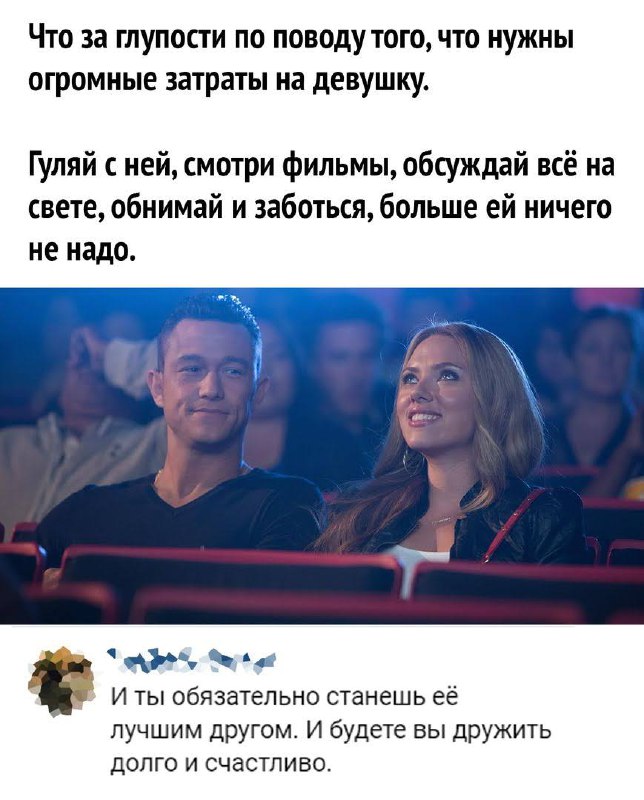 Что за глупости по поводу того, что нужны
огромные затраты на девушку.
Гуляй с ней, смотри фильмы, обсуждай всё на
свете, обнимай и заботься, больше ей ничего
не надо.
И ты обязательно станешь её
лучшим другом. И будете вы дружить
долго и счастливо.